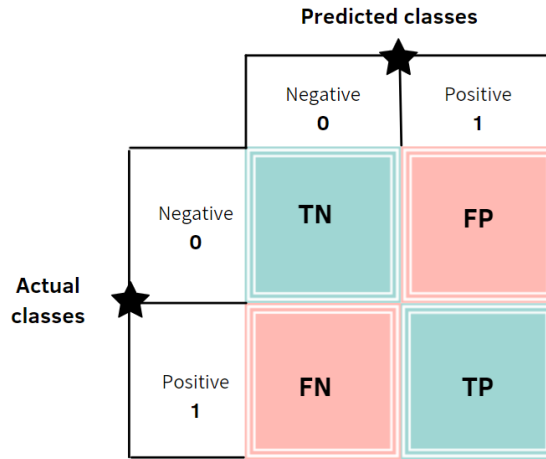 Predicted classes
Negative
0
Positive
1
Negative
0
TN
FP
Actual
classes
Positive
1
FN
TP